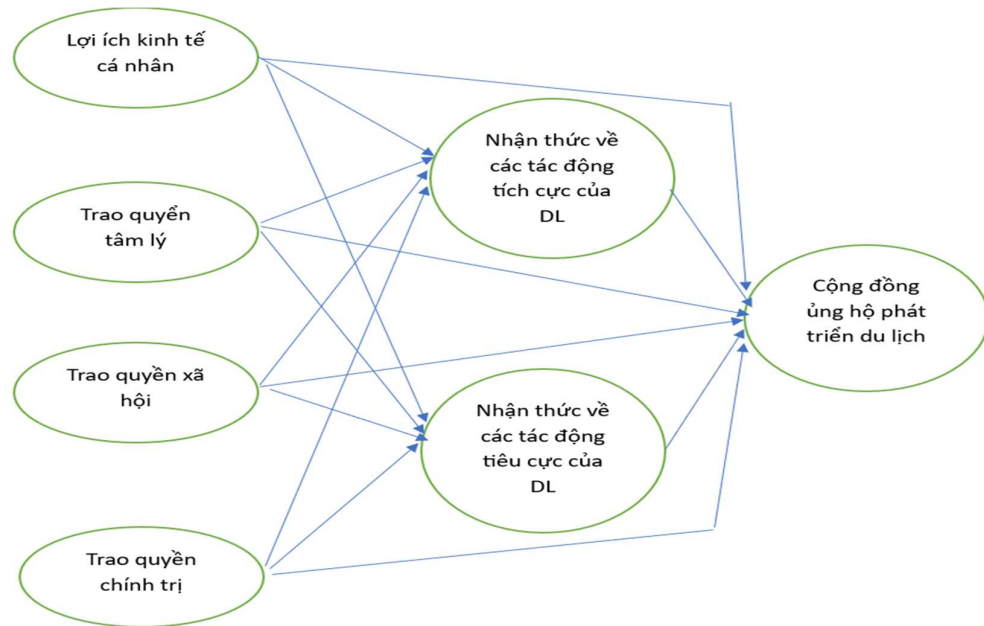 Lợi ích kinh tế
cá nhân
Nhận thức về
các tác động
tích cực của
DL
Trao quyển
tâm lý
Cộng đồng
ủng hộ phát
triển du lịch
Trao quyền xã
hội
Nhận thức về
các tác động
tiêu cực của
DL
Trao quyền
chính trị